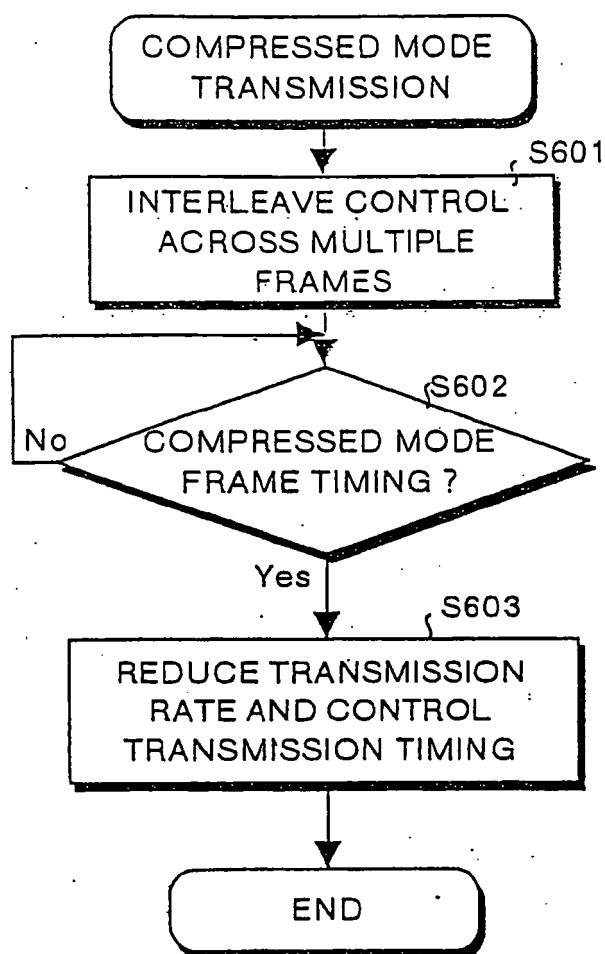 COMPRESSED MODE
TRANSMISSION
S601
INTERLEAVE CONTROL
ACROSS MULTIPLE
FRAMES
S602
No
COMPRESSED MODE
FRAME TIMING ?
Yes
S603
REDUCE TRANSMISSION
RATE AND CONTROL
TRANSMISSION TIMING
END